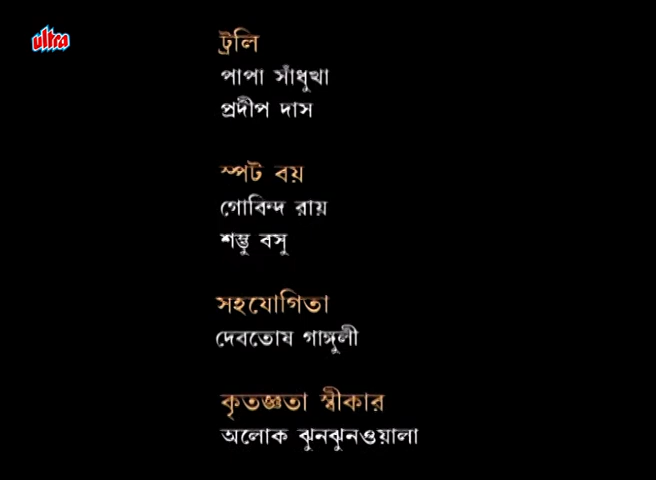 ultra
ট্রলি
পাপা সাঁধুখা
প্রদীপ দাস
স্পট বয়
গোবিন্দ রায়
শম্ভু বসু
সহযোগিতা
দেবতোষ গাঙ্গুলী
কৃতজ্ঞতা স্বীকার
অলোক ঝুনঝুনওয়ালা